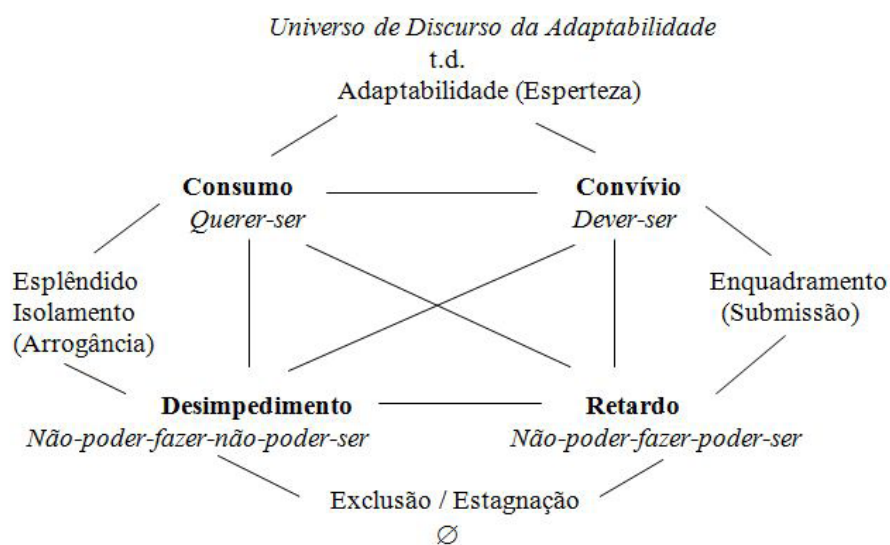 Universo de Discurso da Adaptabilidade
t.d.
Adaptabilidade (Esperteza)
Consumo
Convívio
Querer-ser
Dever-ser
Esplêndido
Isolamento
(Arrogância)
Enquadramento
(Submissão)
Desimpedimento
Retardo
Não-poder-fazer-não-poder-ser
Não-poder-fazer-poder-ser
Exclusão / Estagnação
∅